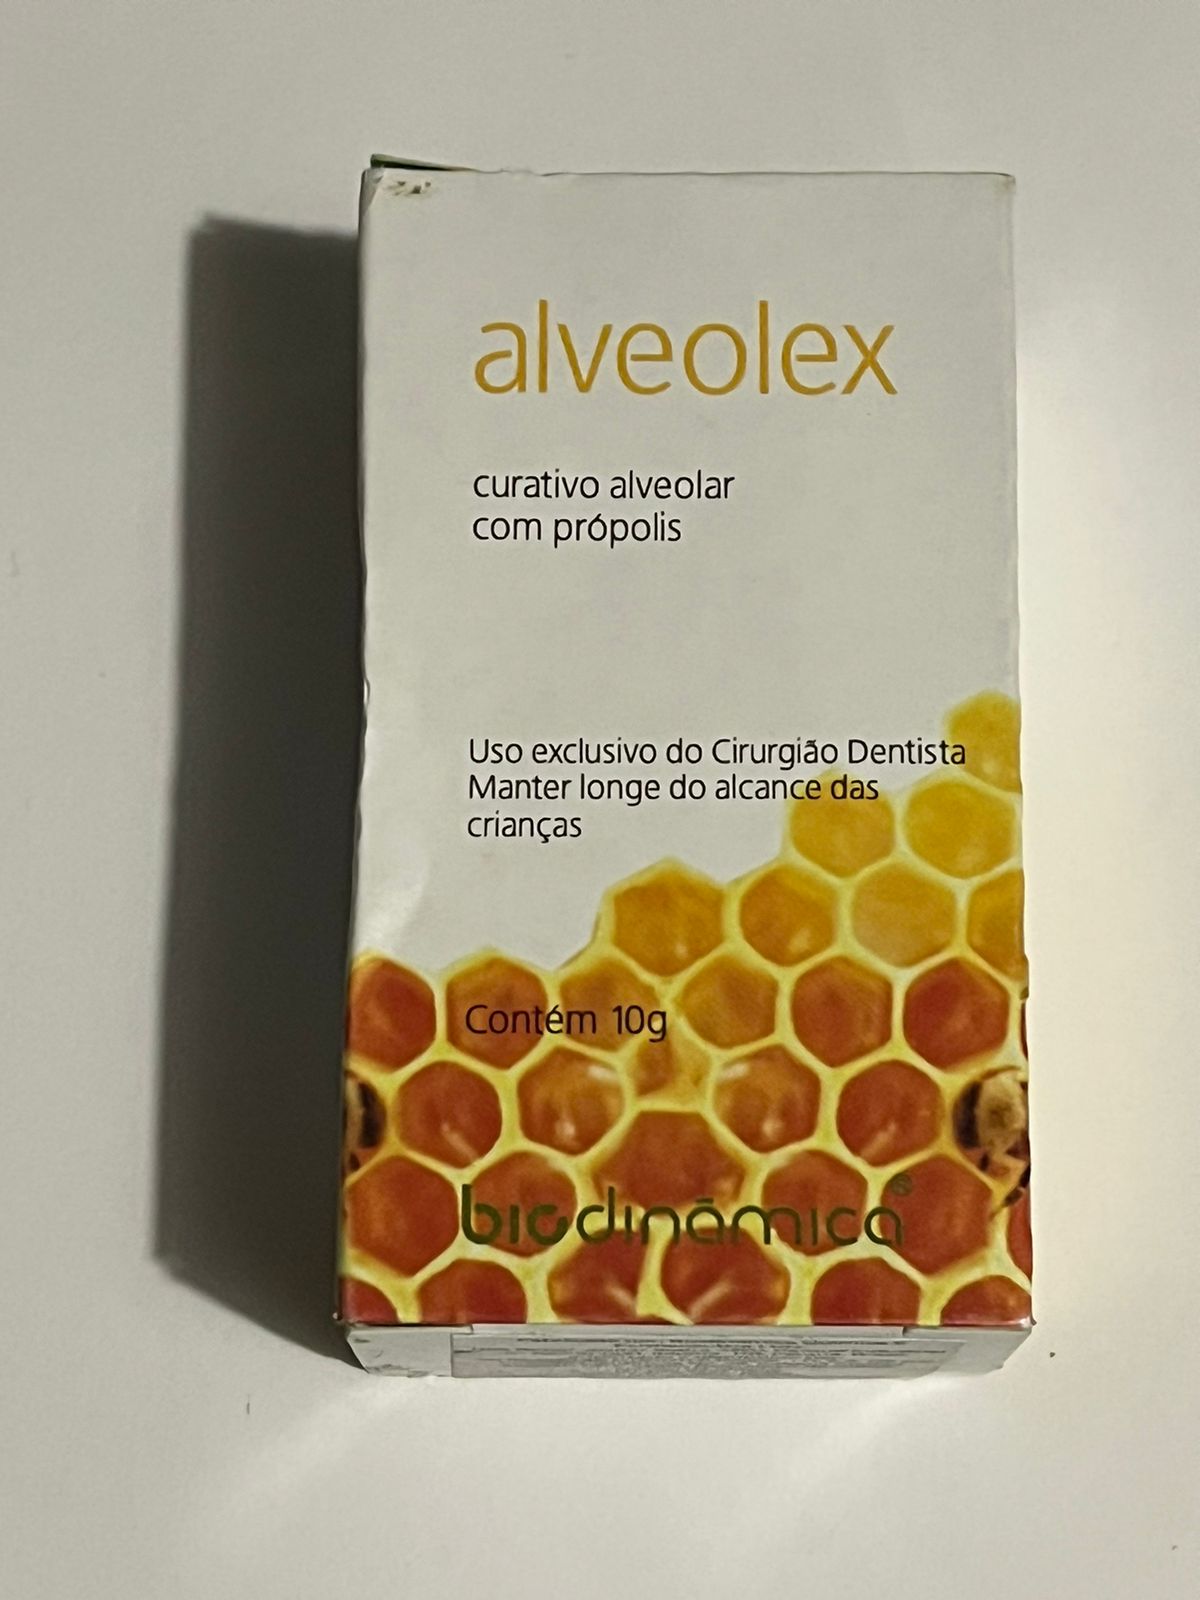 alveolex
curativo alveolar
com própolis
Uso exclusivo do Cirurgião Dentista
Manter longe do alcance das
crianças
Contém 10g
biodinâmica®